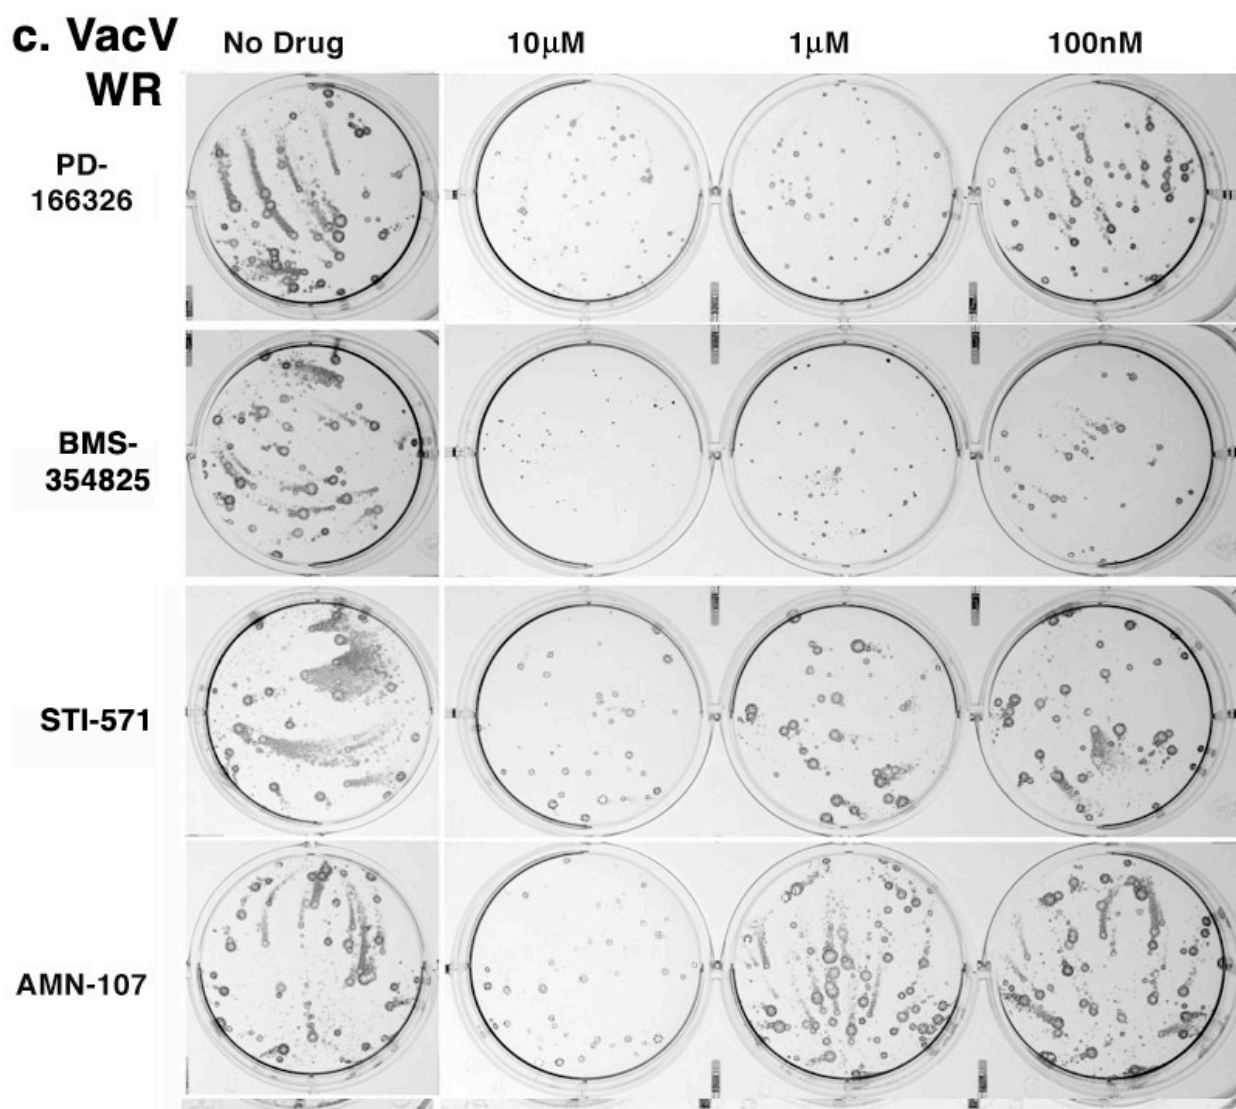 c. VacV
WR
No Drug
10μM
1μM
100nM
PD-
166326
BMS-
354825
STI-571
AMN-107